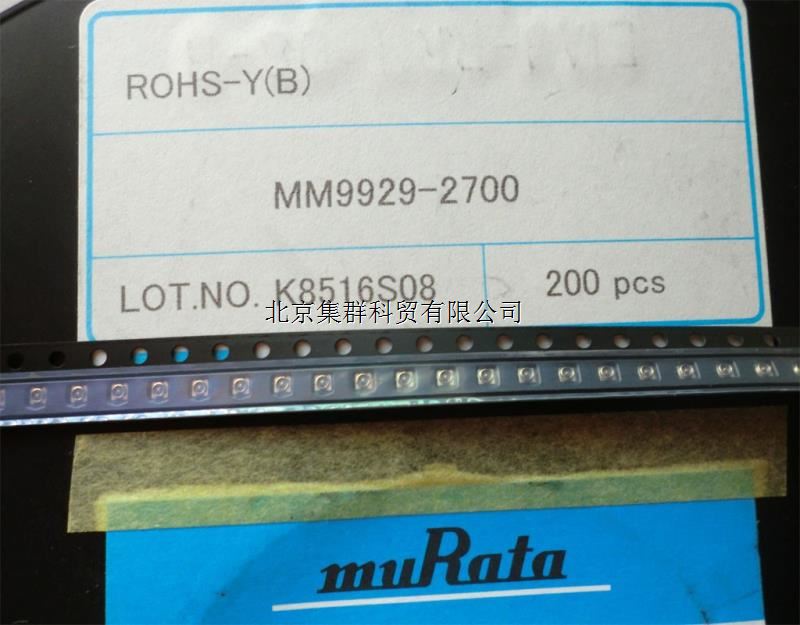 ROHS-Y(B)
MM9929-2700
LOT.NO. K8516S08
200 pcs
北京集群科贸有限公司
muRata